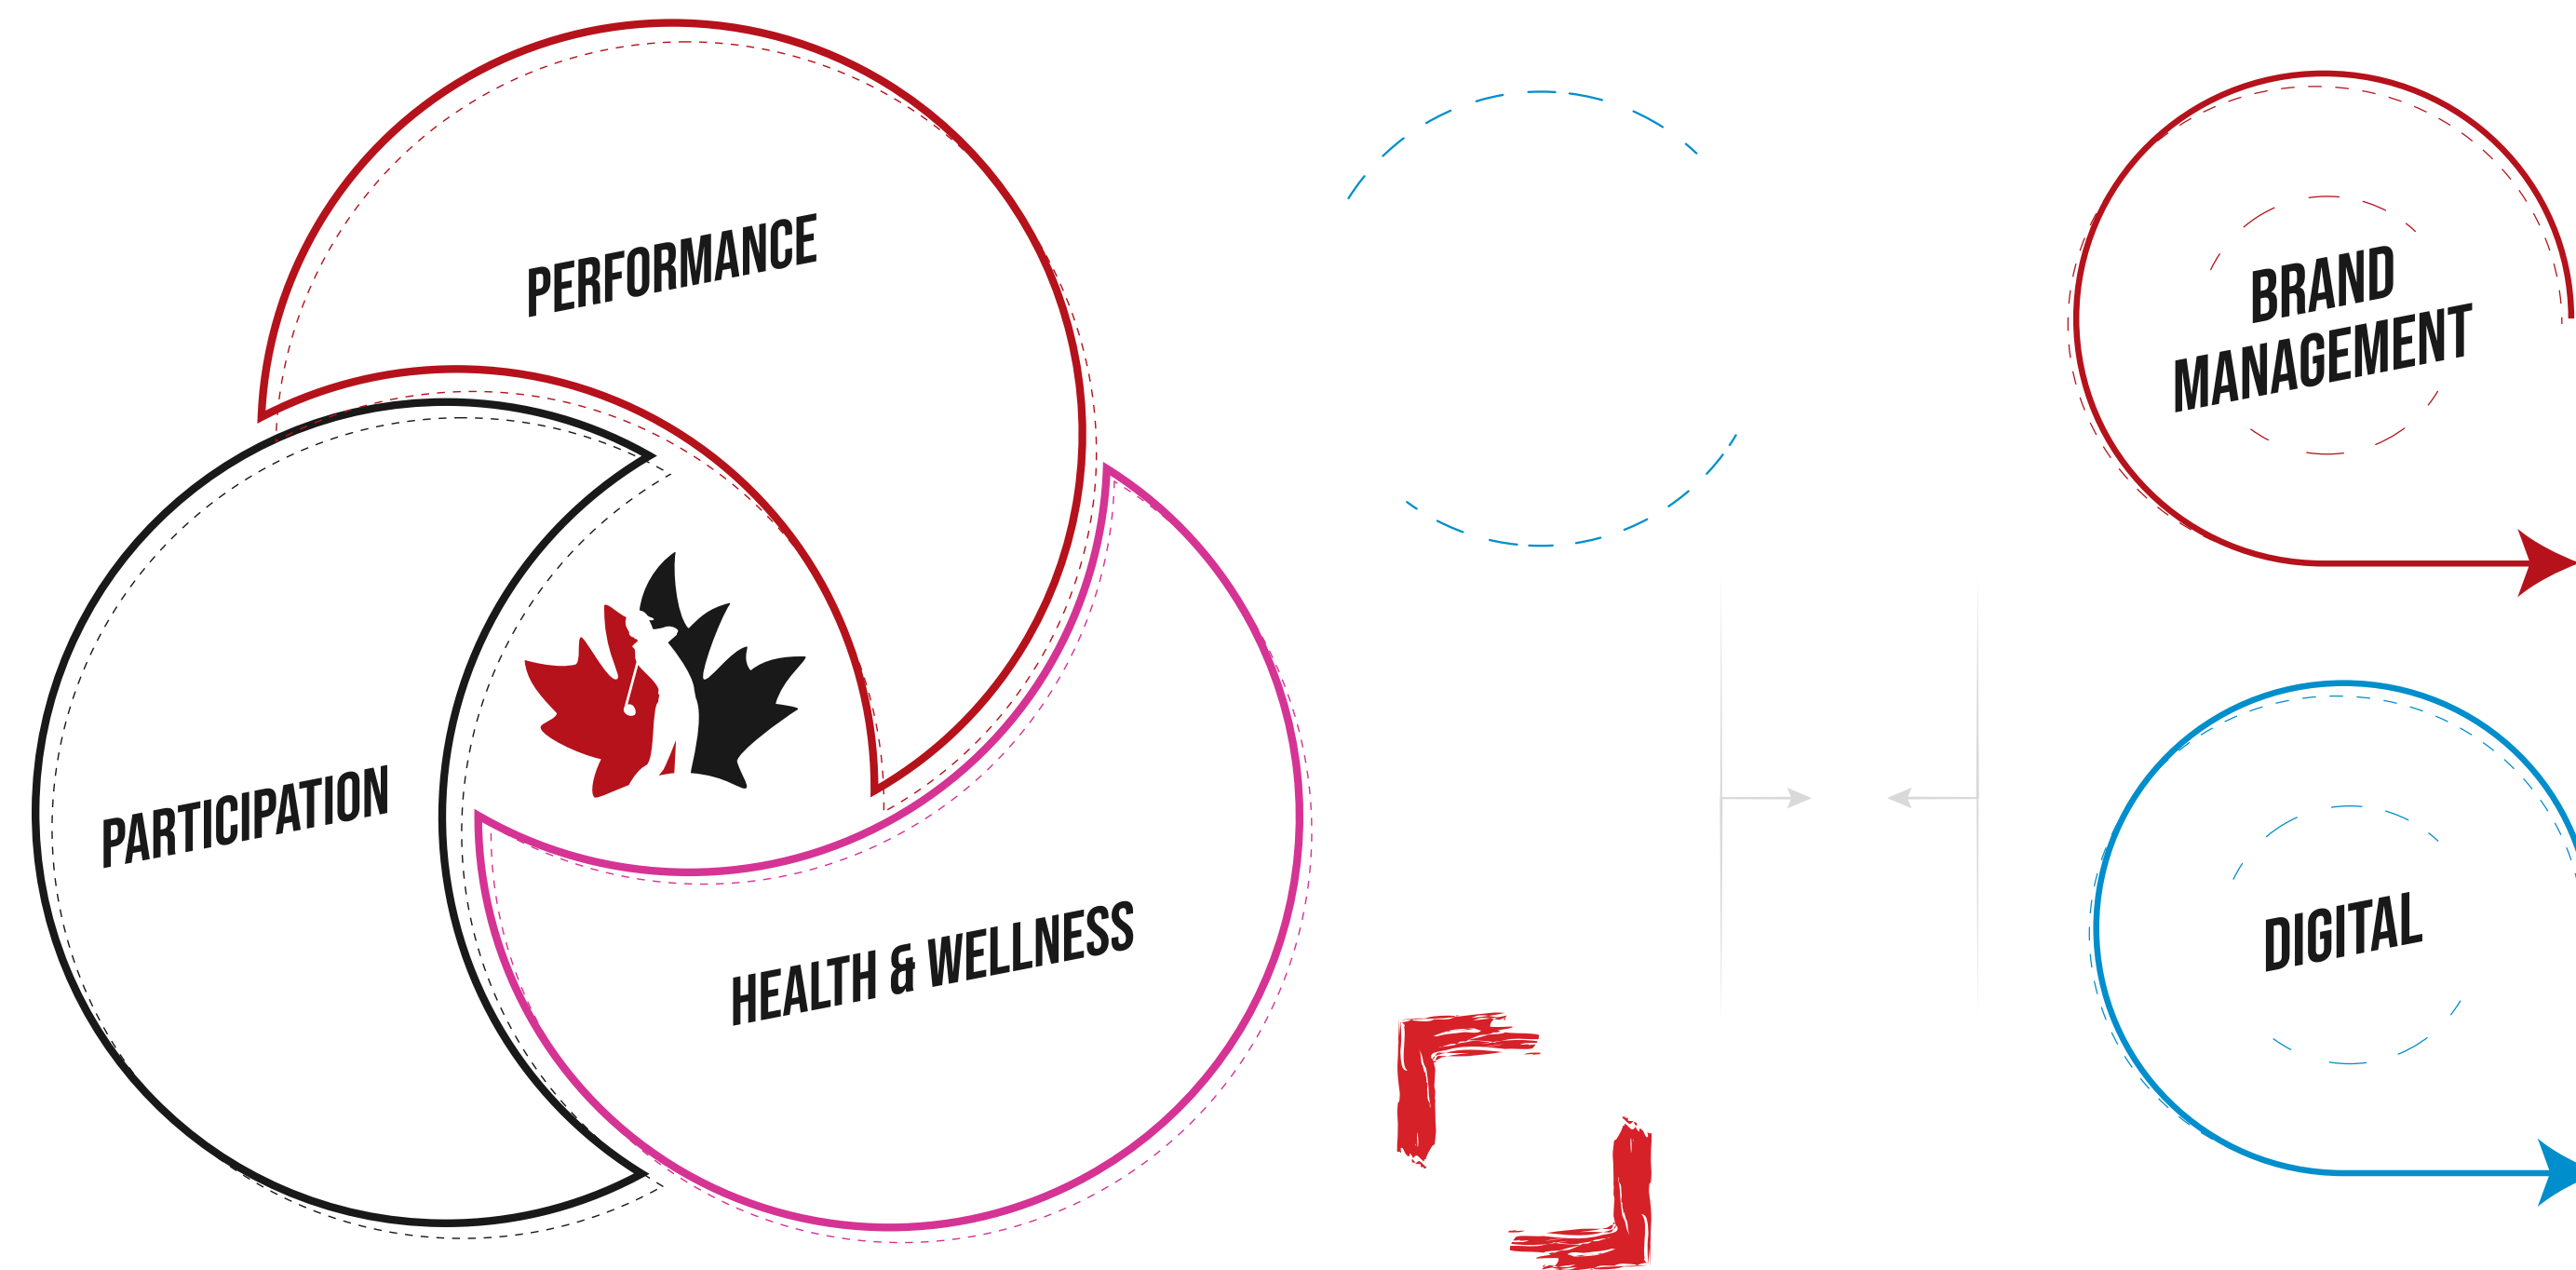 PERFORMANCE
PARTICIPATION
HEALTH & WELLNESS
BRAND
MANAGEMENT
DIGITAL